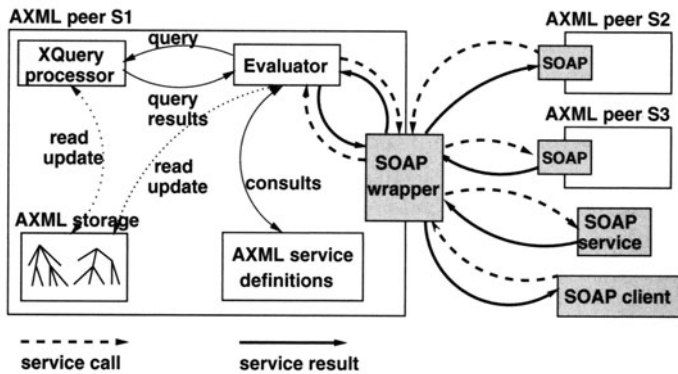 AXML peer S1
AXML peer S2
query
XQuery
processor
Evaluator
SOAP
query
results
AXML peer S3
read
update
read
update
consults
SOAP
wrapper
SOAP
AXML storage
SOAP
service
AXML service
definitions
SOAP client
service call
service result